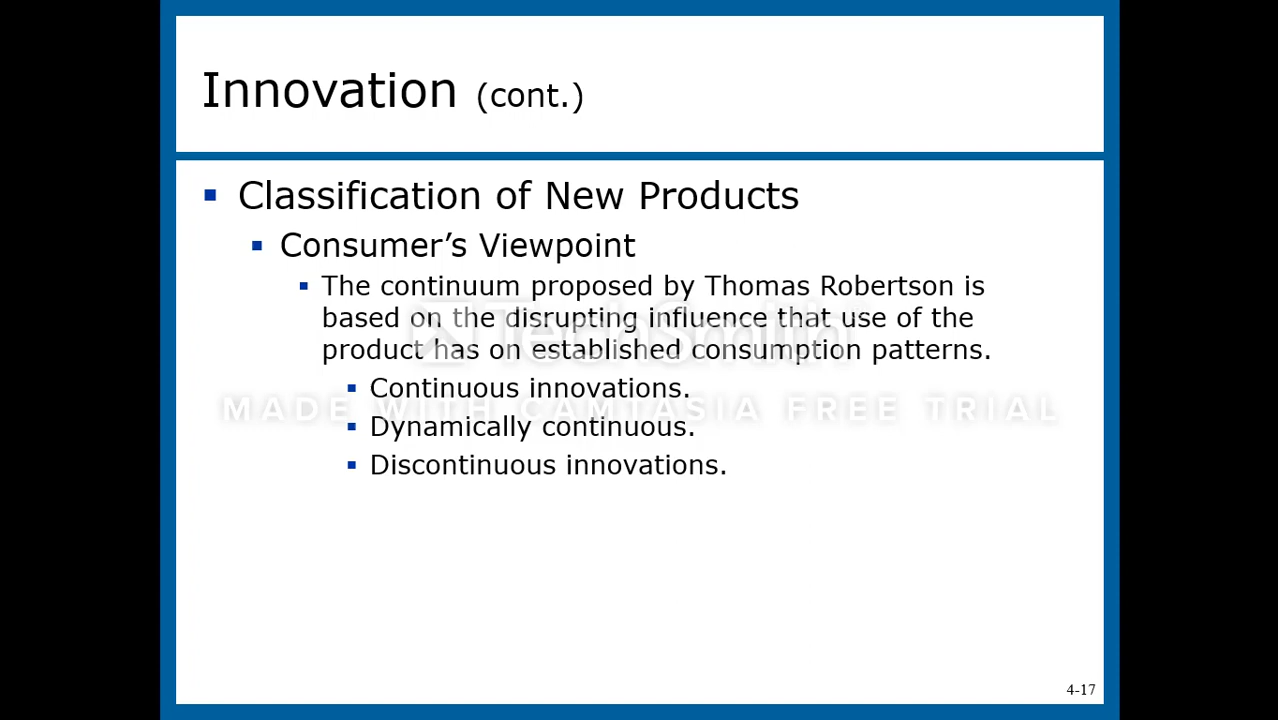 Innovation (cont.)
Classification of New Products
Consumer’s Viewpoint
The continuum proposed by Thomas Robertson is
based on the disrupting influence that use of the
product has on established consumption patterns.
TechSmith
Continuous innovations.
MADE WITH CAMTASIA FREE TRIAL
Dynamically continuous.
Discontinuous innovations.
4-17